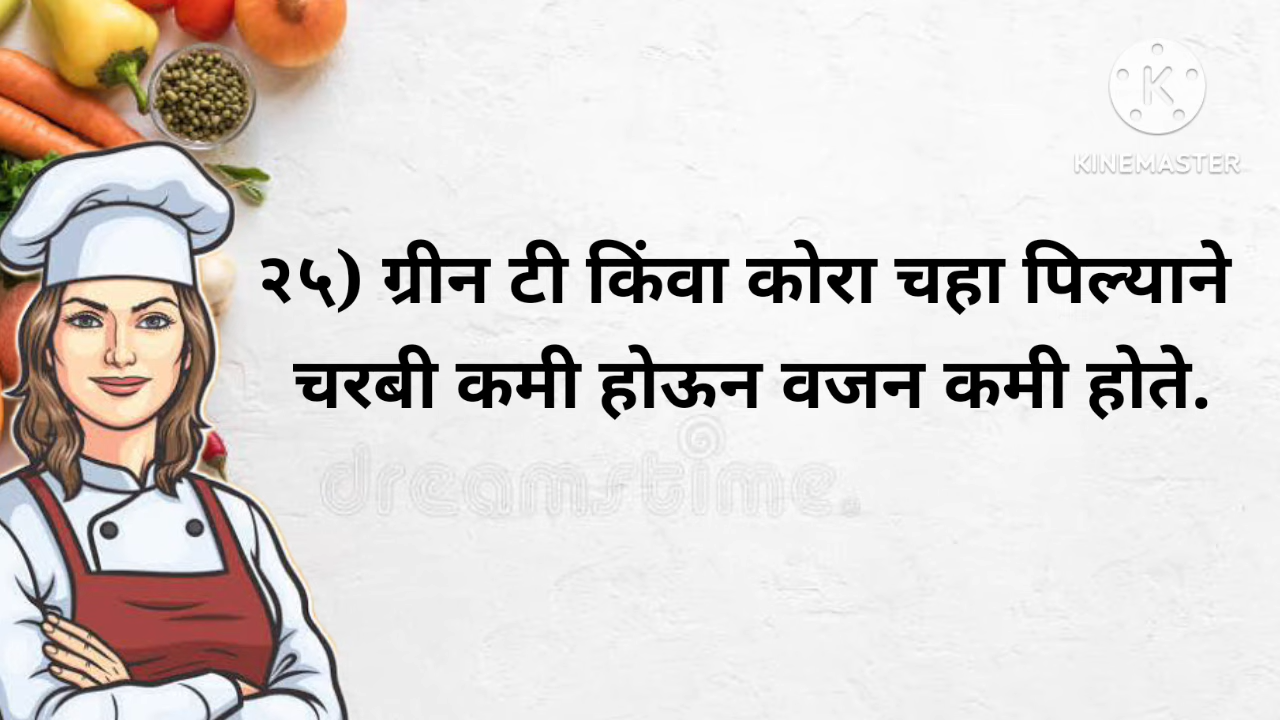 K
KINEMASTER
२५) ग्रीन टी किंवा कोरा चहा पिल्याने
चरबी कमी होऊन वजन कमी होते.
dreamstime.